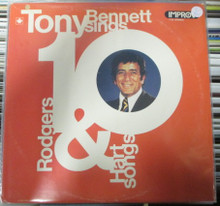 Tony
Bennett
sings
10
Rodgers
&
Hart
songs
IMPROV